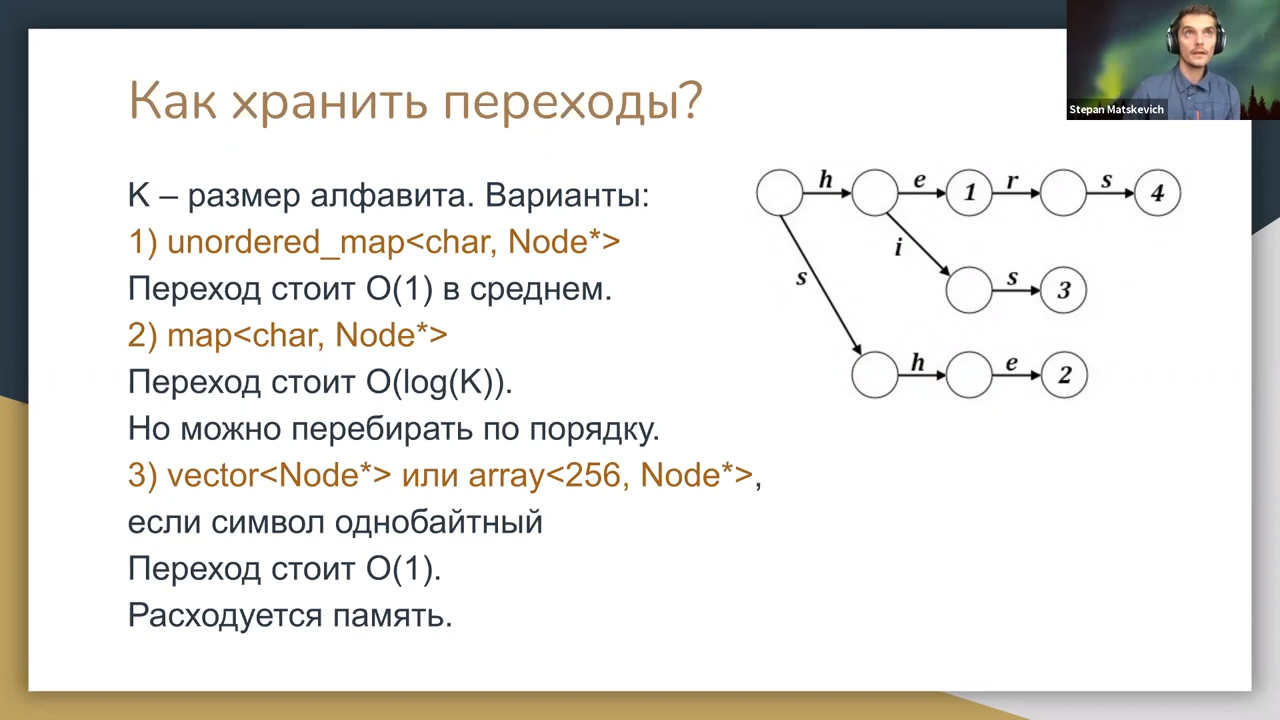 Как хранить переходы?
K – размер алфавита. Варианты:
1) unordered_map<char, Node*>
Переход стоит O(1) в среднем.
2) map<char, Node*>
Переход стоит O(log(K)).
Но можно перебирать по порядку.
3) vector<Node*> или array<256, Node*>,
если символ однобайтный
Переход стоит O(1).
Расходуется память.
h e 1 r s 4
i
s s 3
h e 2
Stepan Matskevich